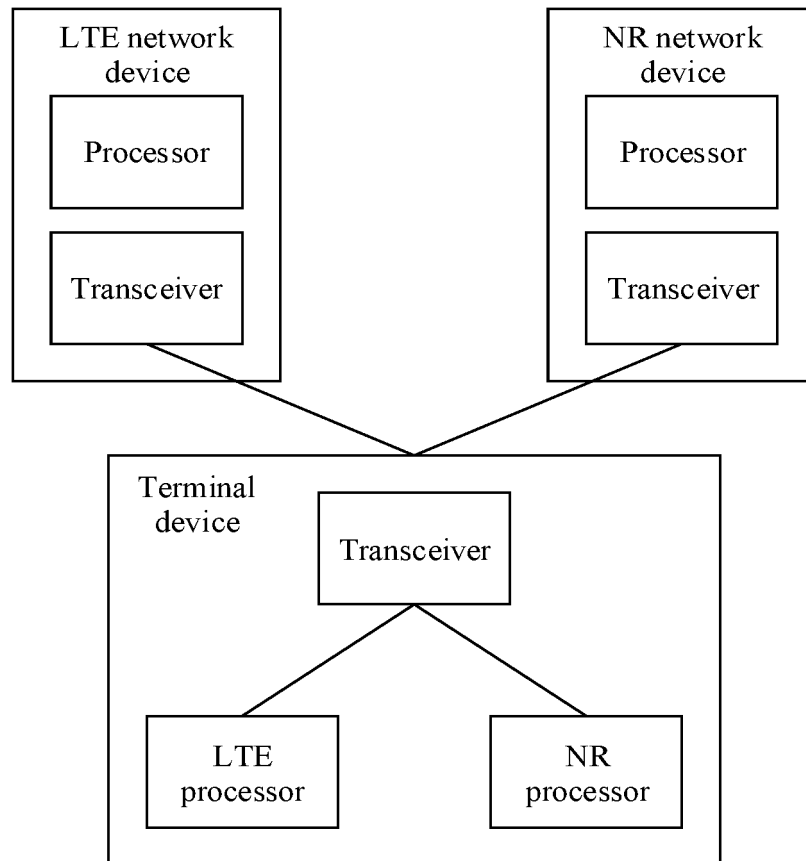 LTE network
device
Processor
Transceiver
NR network
device
Processor
Transceiver
Terminal
device
Transceiver
LTE
processor
NR
processor